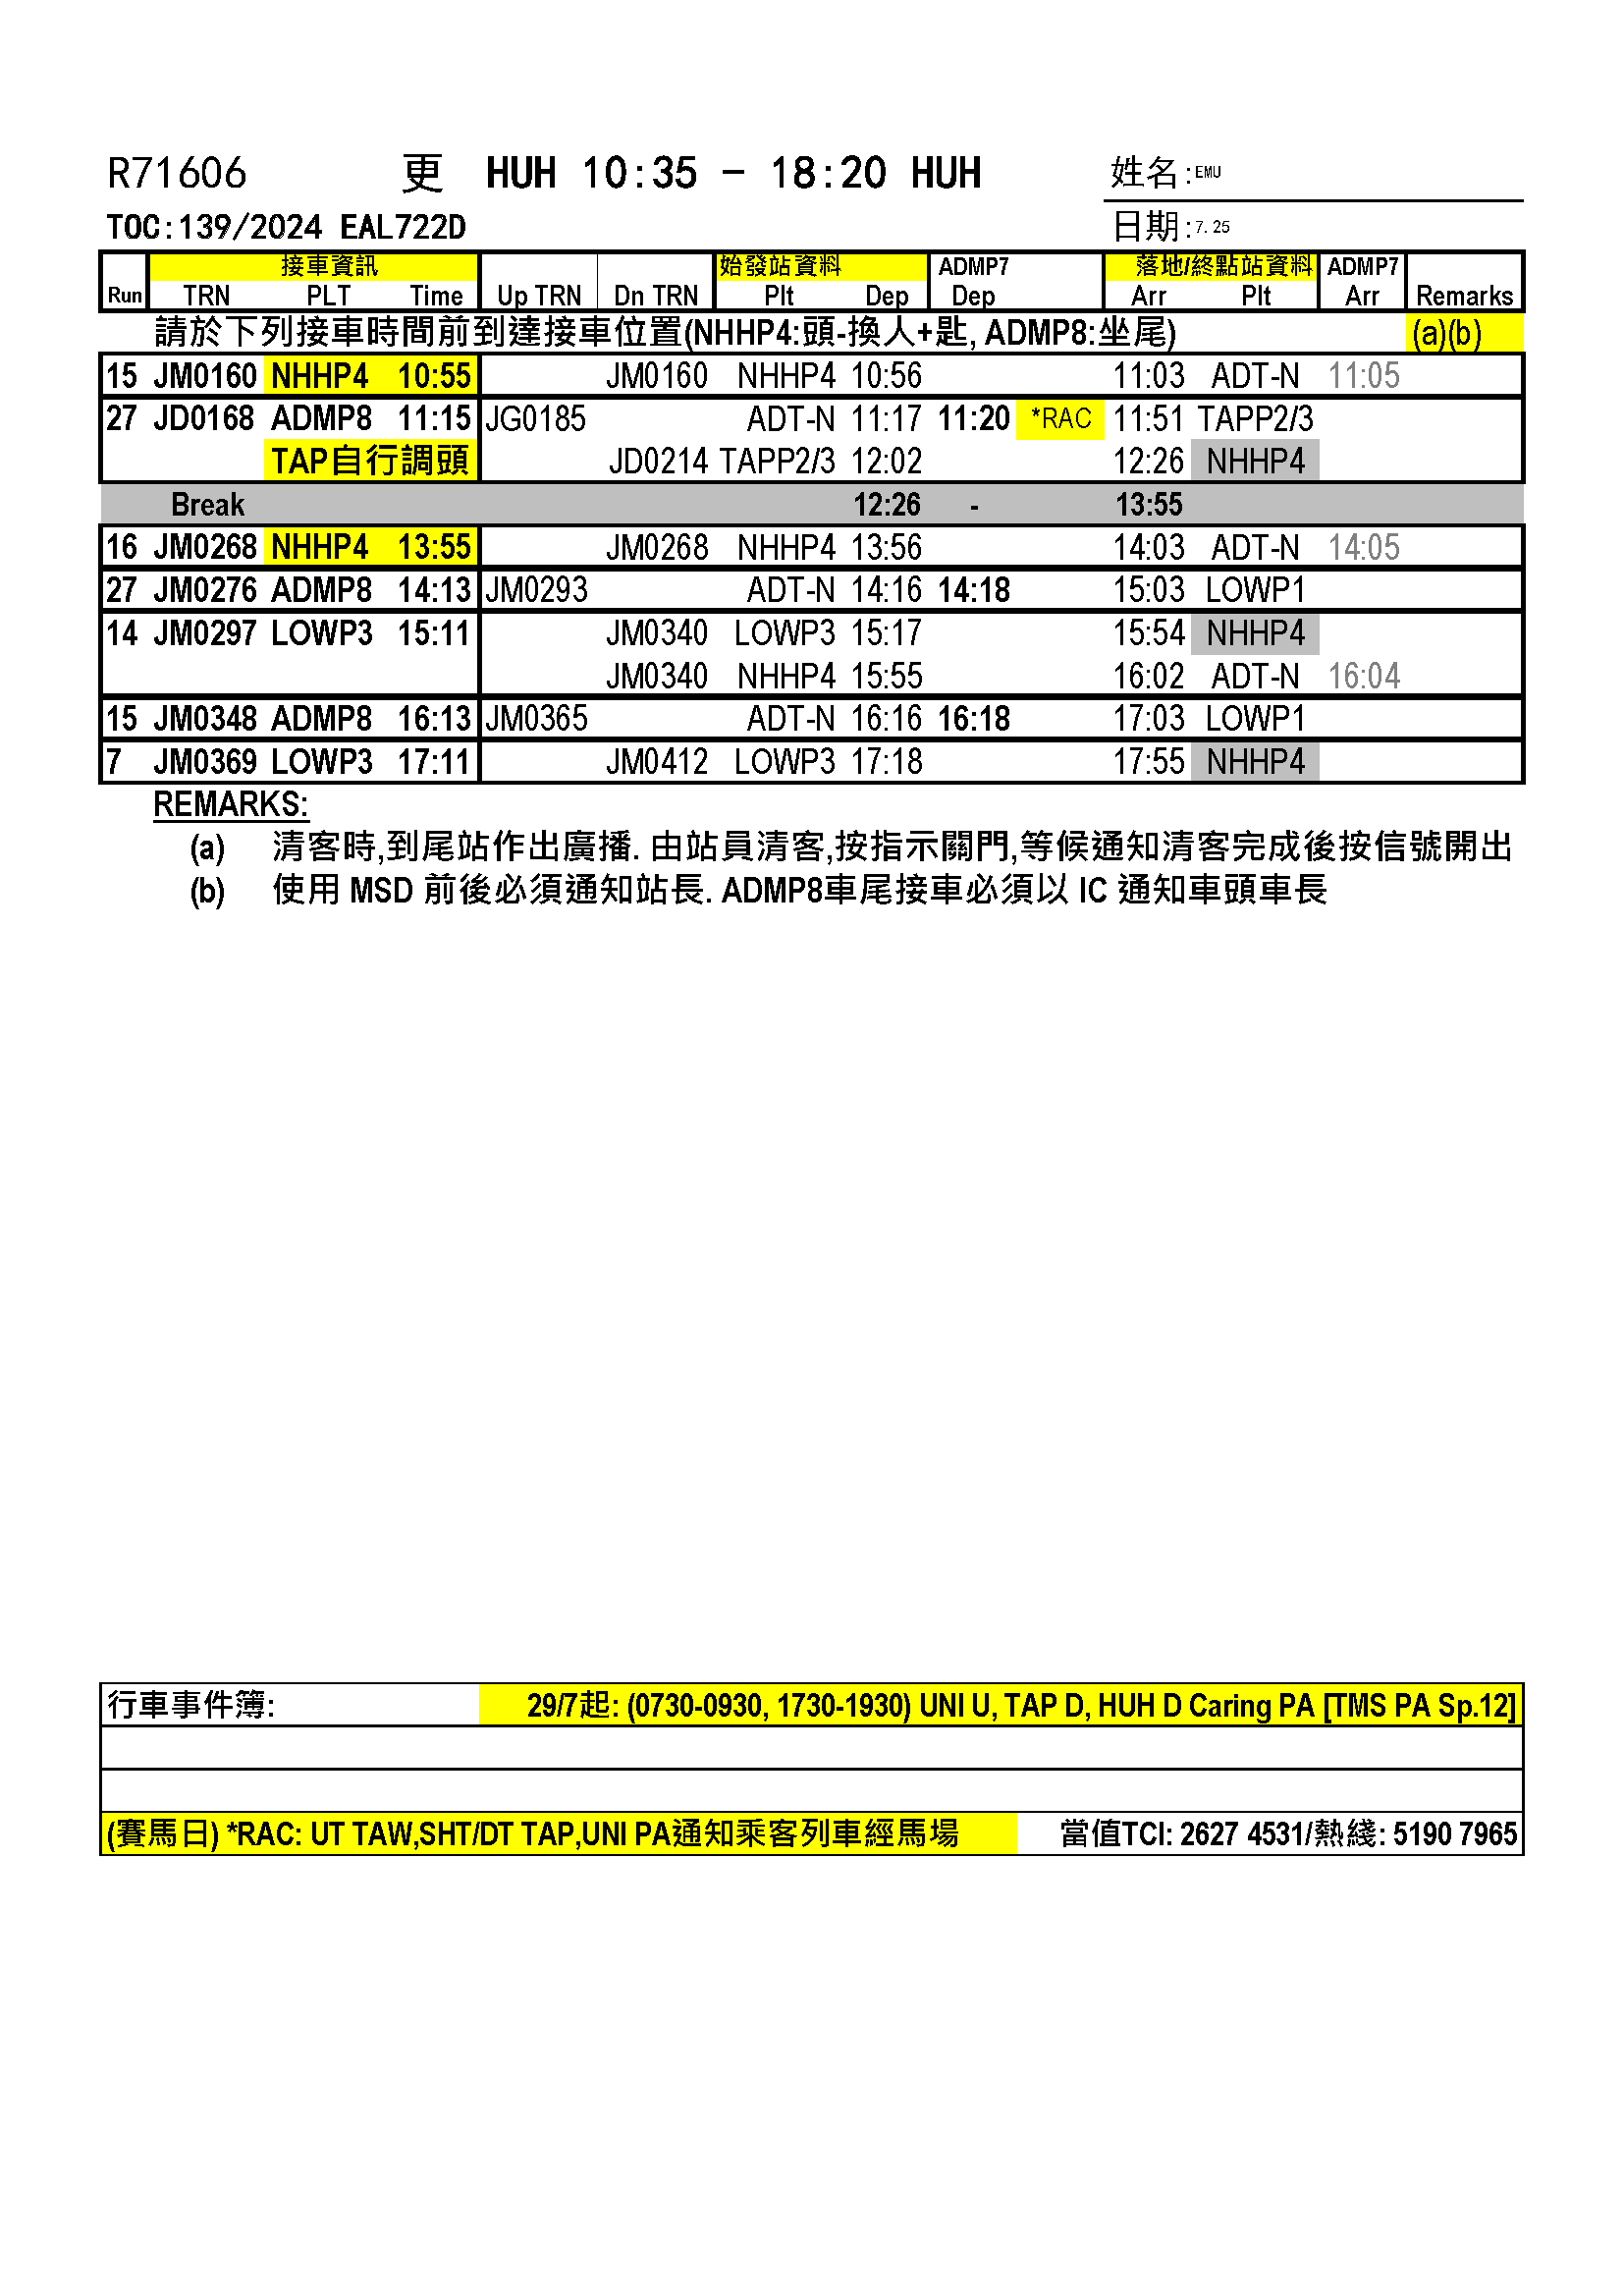 R71606 更 HUH 10:35 - 18:20 HUH 姓名:EMU
TOC:139/2024 EAL722D 日期:7.25
接車資訊 始發站資料 ADMP7 落地/終點站資料 ADMP7
Run TRN PLT Time Up TRN Dn TRN Plt Dep Dep Arr Plt Arr Remarks
請於下列接車時間前到達接車位置(NHHP4:頭-換人+匙, ADMP8:坐尾) (a)(b)
15 JM0160 NHHP4 10:55 JM0160 NHHP4 10:56 11:03 ADT-N 11:05
27 JD0168 ADMP8 11:15 JG0185 ADT-N 11:17 11:20 *RAC 11:51 TAPP2/3
TAP自行調頭 JD0214 TAPP2/3 12:02 12:26 NHHP4
Break 12:26 - 13:55
16 JM0268 NHHP4 13:55 JM0268 NHHP4 13:56 14:03 ADT-N 14:05
27 JM0276 ADMP8 14:13 JM0293 ADT-N 14:16 14:18 15:03 LOWP1
14 JM0297 LOWP3 15:11 JM0340 LOWP3 15:17 15:54 NHHP4
JM0340 NHHP4 15:55 16:02 ADT-N 16:04
15 JM0348 ADMP8 16:13 JM0365 ADT-N 16:16 16:18 17:03 LOWP1
7 JM0369 LOWP3 17:11 JM0412 LOWP3 17:18 17:55 NHHP4
REMARKS:
(a) 清客時,到尾站作出廣播. 由站員清客,按指示關門,等候通知清客完成後按信號開出
(b) 使用 MSD 前後必須通知站長. ADMP8車尾接車必須以 IC 通知車頭車長
行車事件簿: 29/7起: (0730-0930, 1730-1930) UNI U, TAP D, HUH D Caring PA [TMS PA Sp.12]
(賽馬日) *RAC: UT TAW,SHT/DT TAP,UNI PA通知乘客列車經馬場 當值TCI: 2627 4531/熱綫: 5190 7965